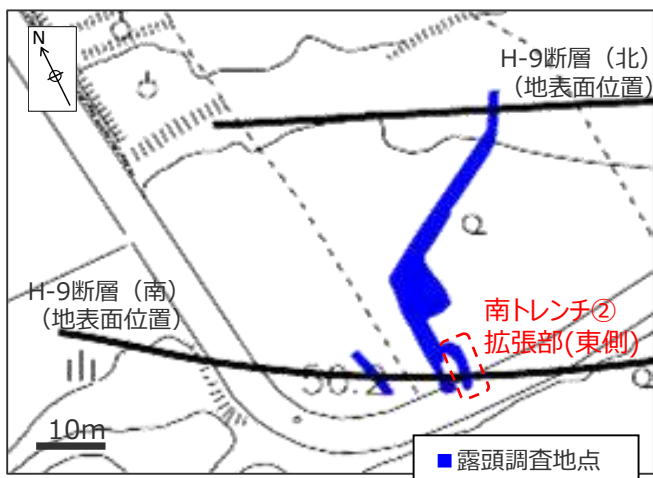 N
H-9断層（北）
（地表面位置）
H-9断層（南）
（地表面位置）
南トレンチ②
拡張部(東側)
50.2
10m
■露頭調査地点